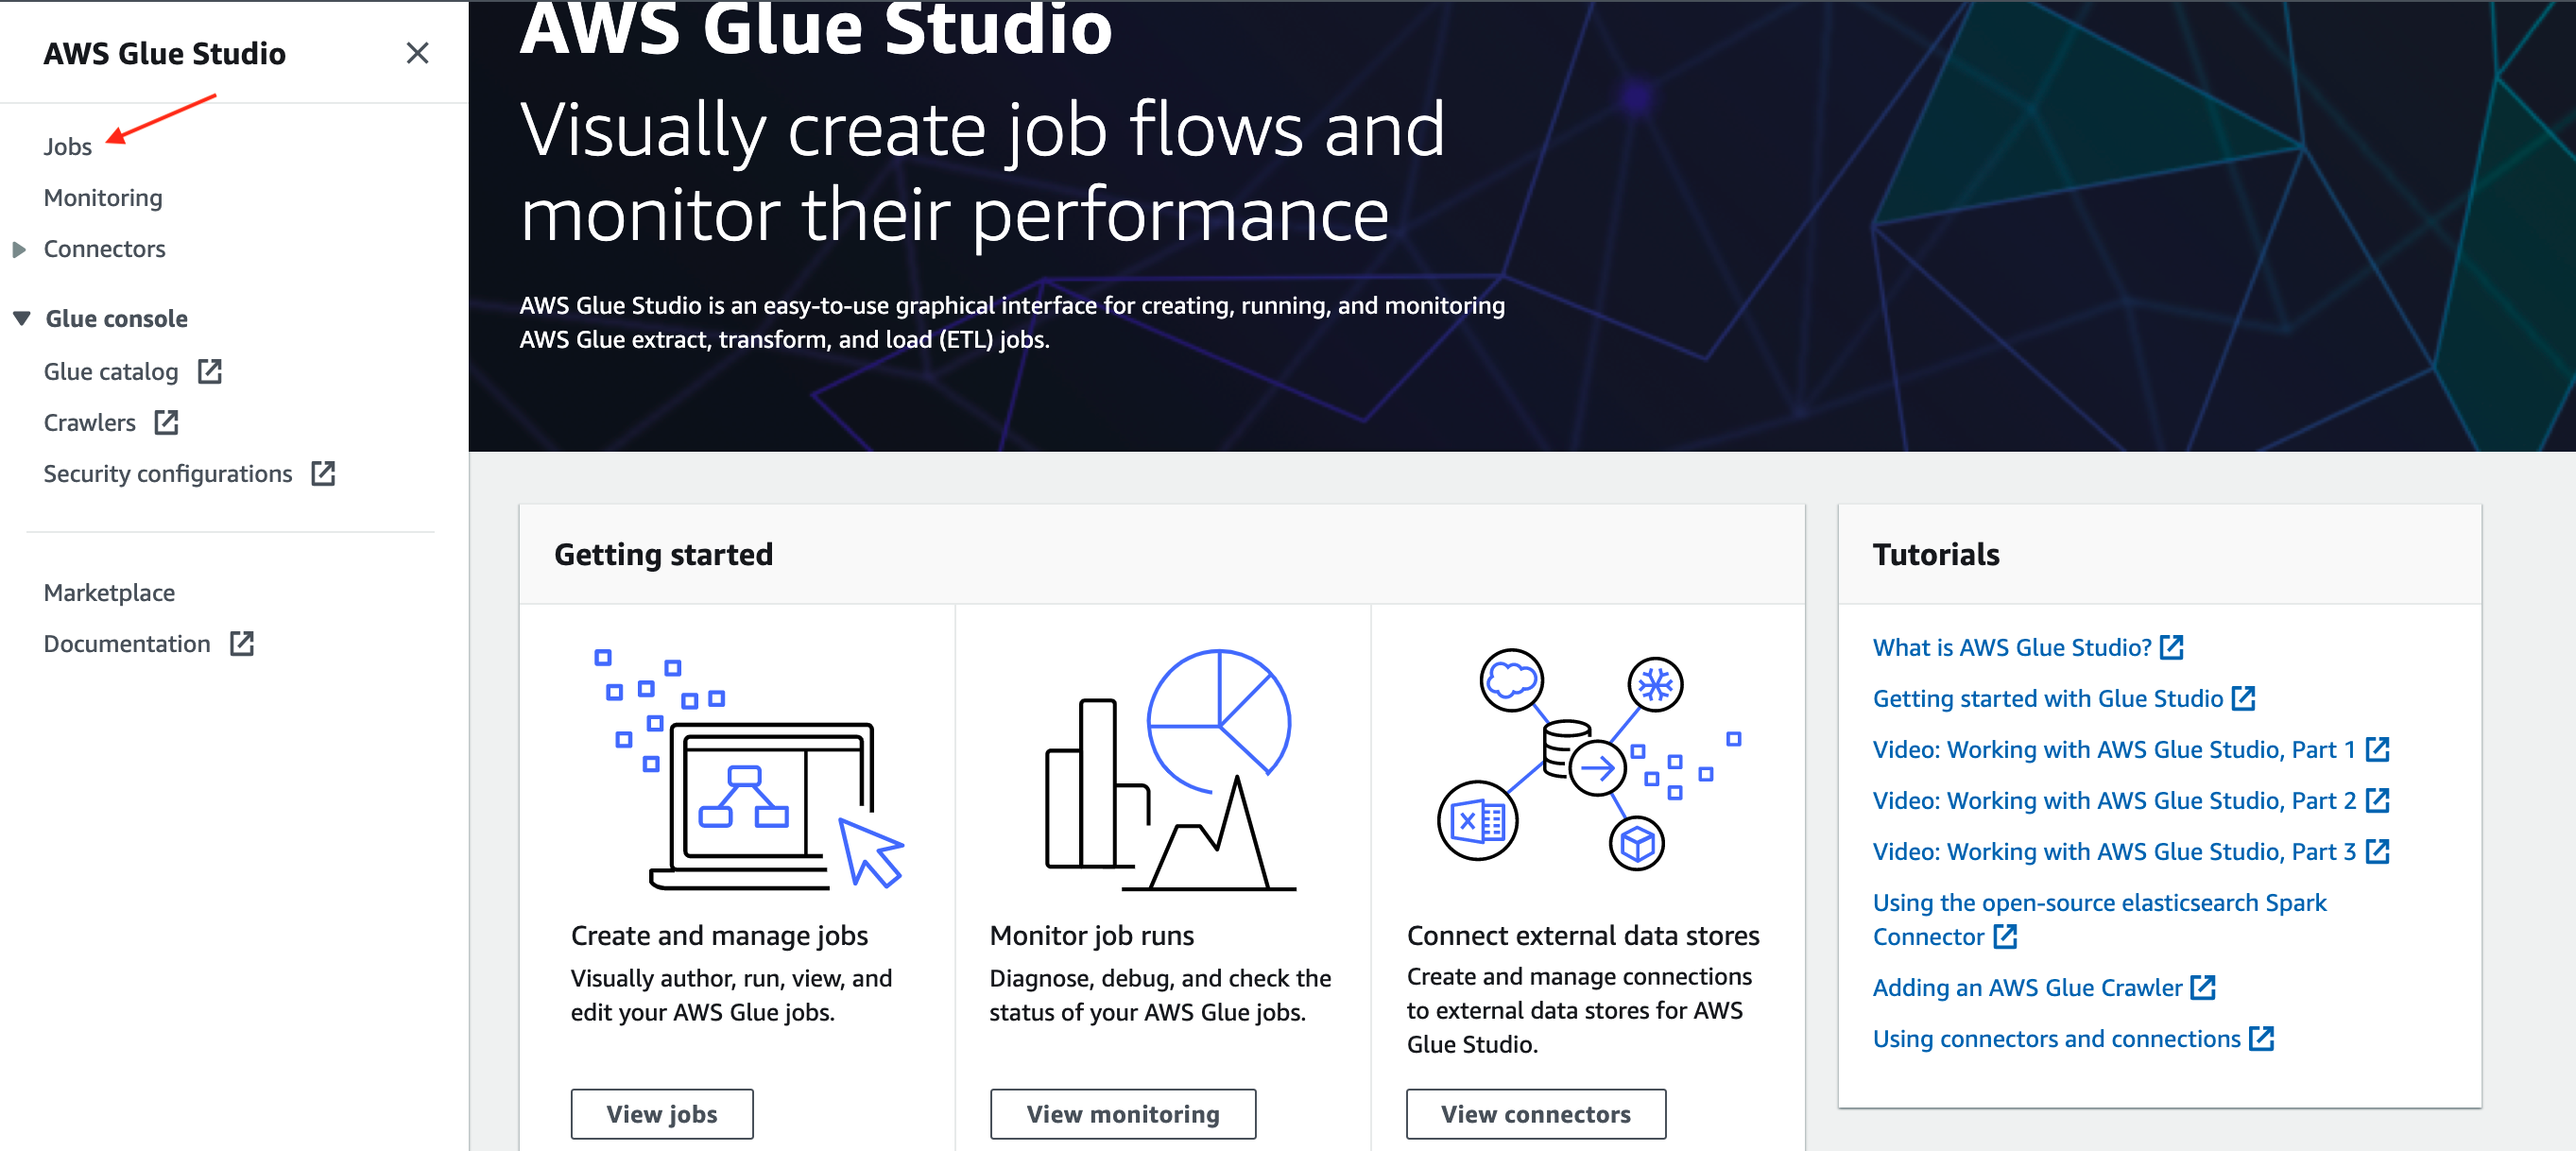 AWS Glue Studio
Jobs
Monitoring
Connectors
Glue console
Glue catalog
Crawlers
Security configurations
Marketplace
Documentation
AWS Glue Studio
Visually create job flows and
monitor their performance
AWS Glue Studio is an easy-to-use graphical interface for creating, running, and monitoring
AWS Glue extract, transform, and load (ETL) jobs.
Getting started
Create and manage jobs
Visually author, run, view, and
edit your AWS Glue jobs.
View jobs
Monitor job runs
Diagnose, debug, and check the
status of your AWS Glue jobs.
View monitoring
Connect external data stores
Create and manage connections
to external data stores for AWS
Glue Studio.
View connectors
Tutorials
What is AWS Glue Studio?
Getting started with Glue Studio
Video: Working with AWS Glue Studio, Part 1
Video: Working with AWS Glue Studio, Part 2
Video: Working with AWS Glue Studio, Part 3
Using the open-source elasticsearch Spark
Connector
Adding an AWS Glue Crawler
Using connectors and connections